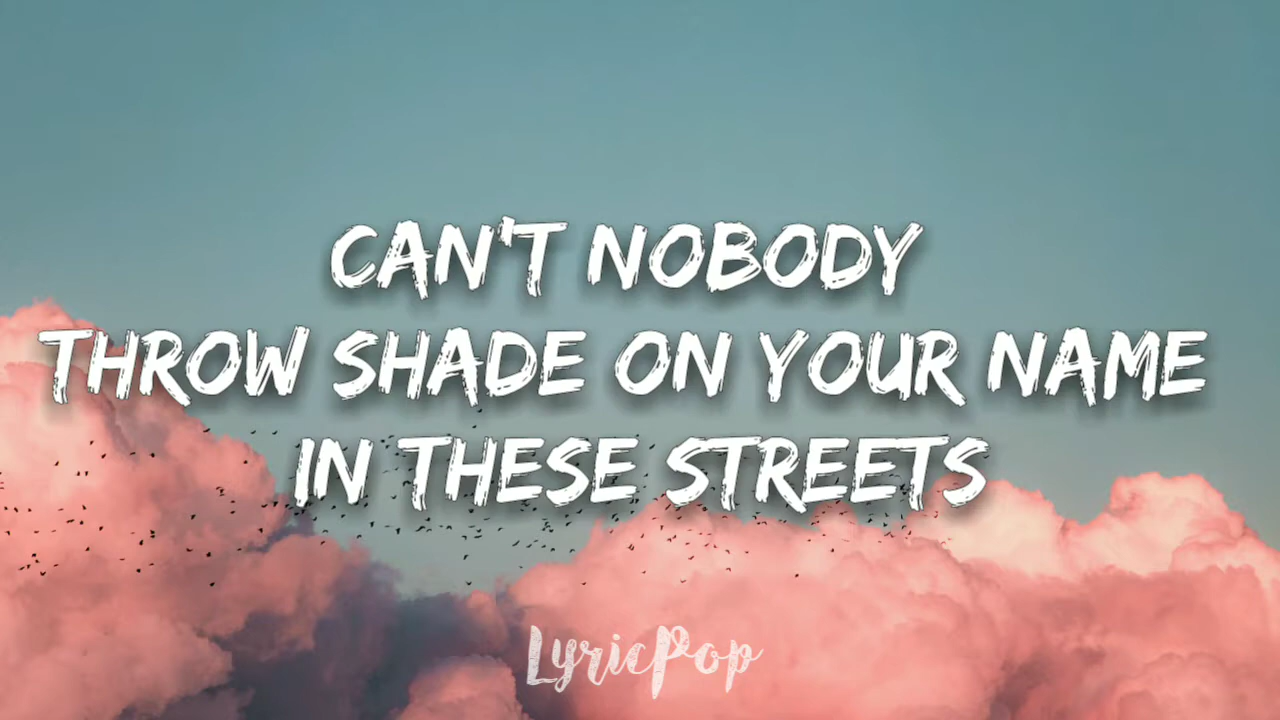 CAN'T NOBODY
THROW SHADE ON YOUR NAME
IN THESE STREETS
LyricPop